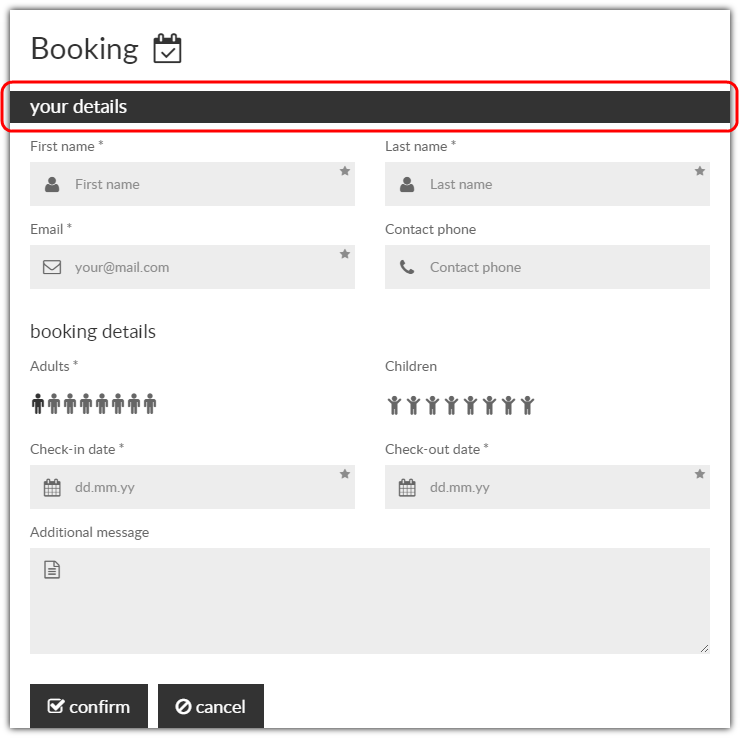 Booking
your details
First name * Last name *
First name Last name
Email * Contact phone
your@mail.com Contact phone
booking details
Adults * Children
Check-in date * Check-out date *
dd.mm.yy dd.mm.yy
Additional message
confirm cancel